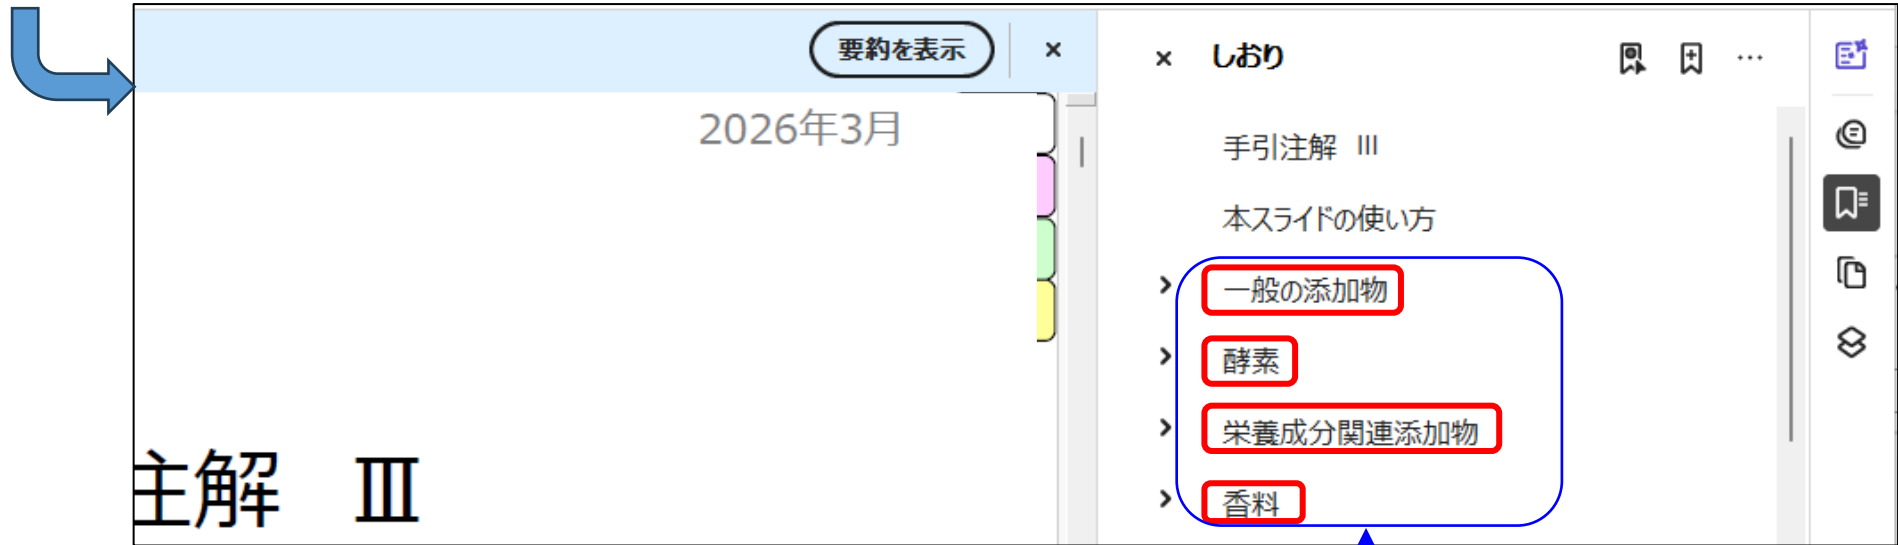 要約を表示
しおり
2026年3月
手引注解 Ⅲ
本スライドの使い方
一般の添加物
酵素
栄養成分関連添加物
香料
主解 Ⅲ